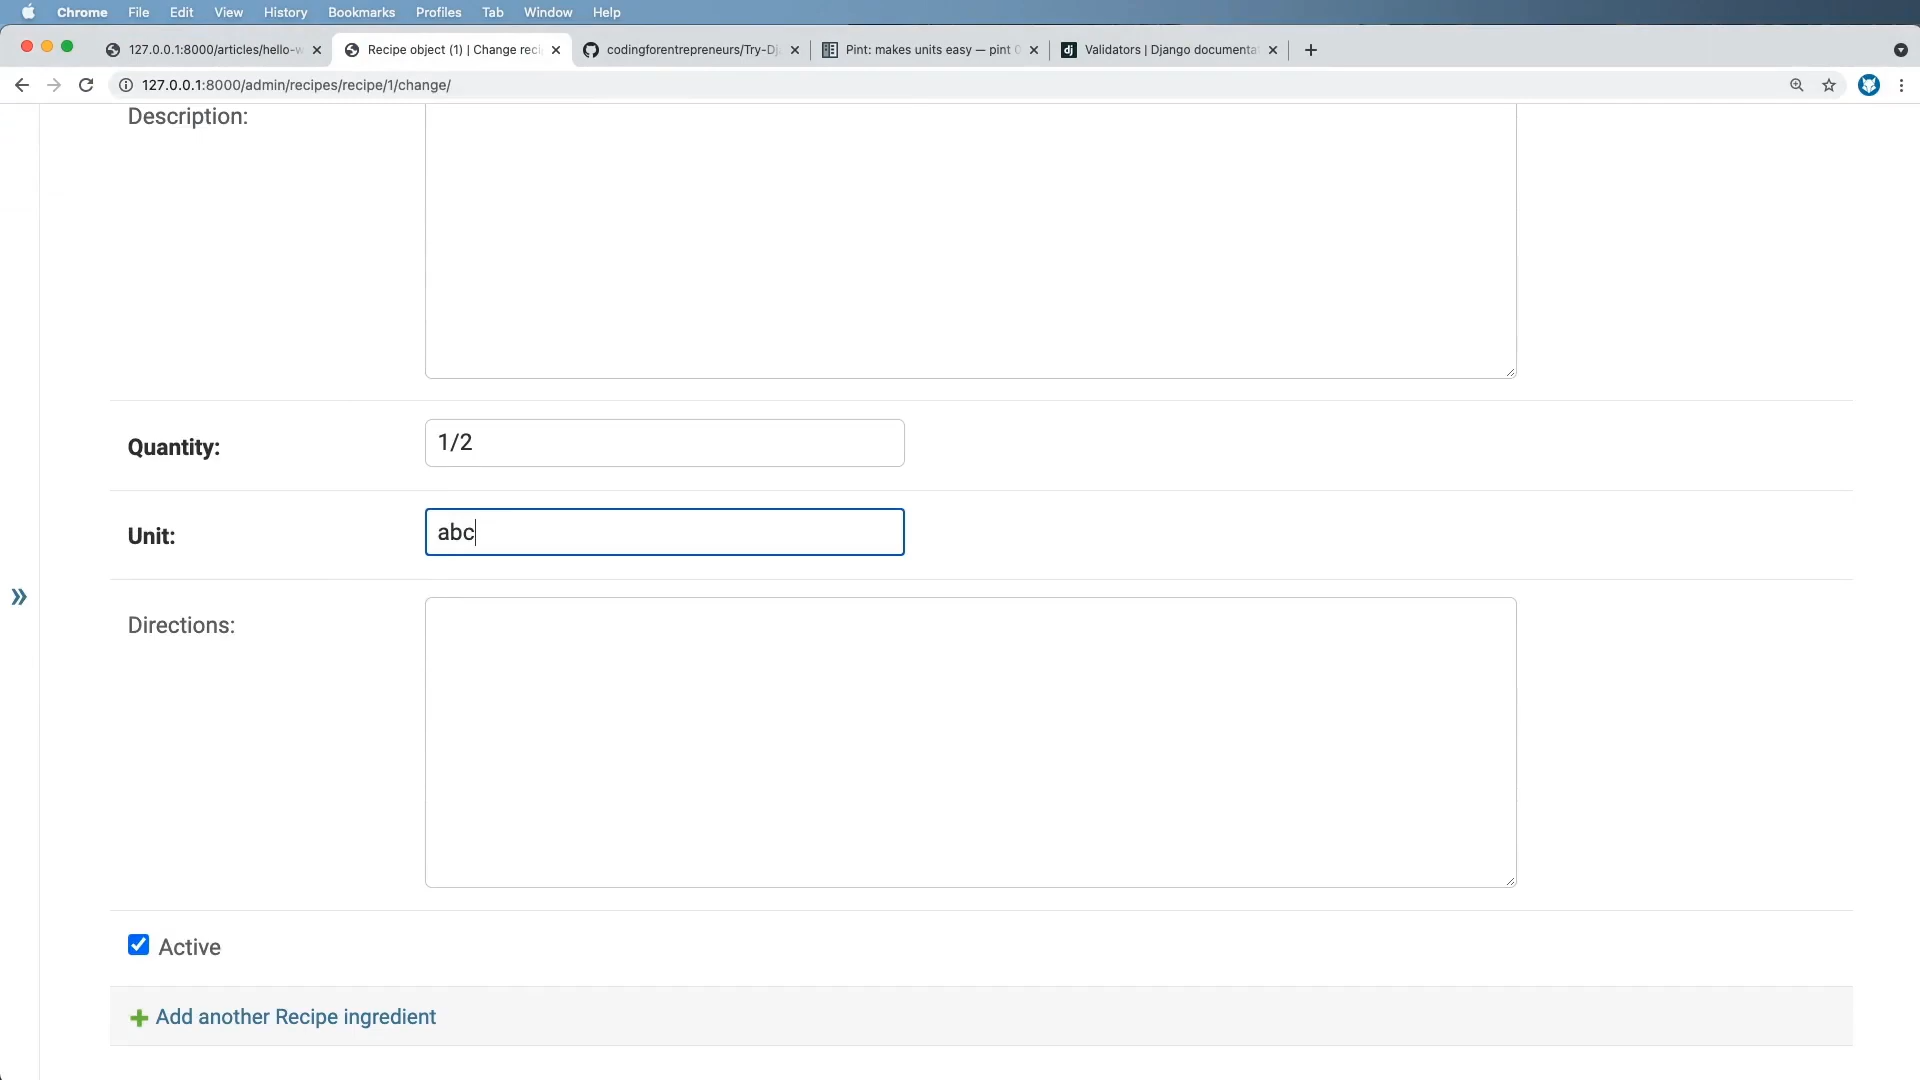 Chrome File Edit View History Bookmarks Profiles Tab Window Help
127.0.0.1:8000/articles/hello-w
Recipe object (1) | Change reci
codingforentrepreneurs/Try-Dj
Pint: makes units easy — pint 0
Validators | Django documenta
127.0.0.1:8000/admin/recipes/recipe/1/change/
Description:
Quantity: 1/2
Unit: abc
Directions:
Active
Add another Recipe ingredient